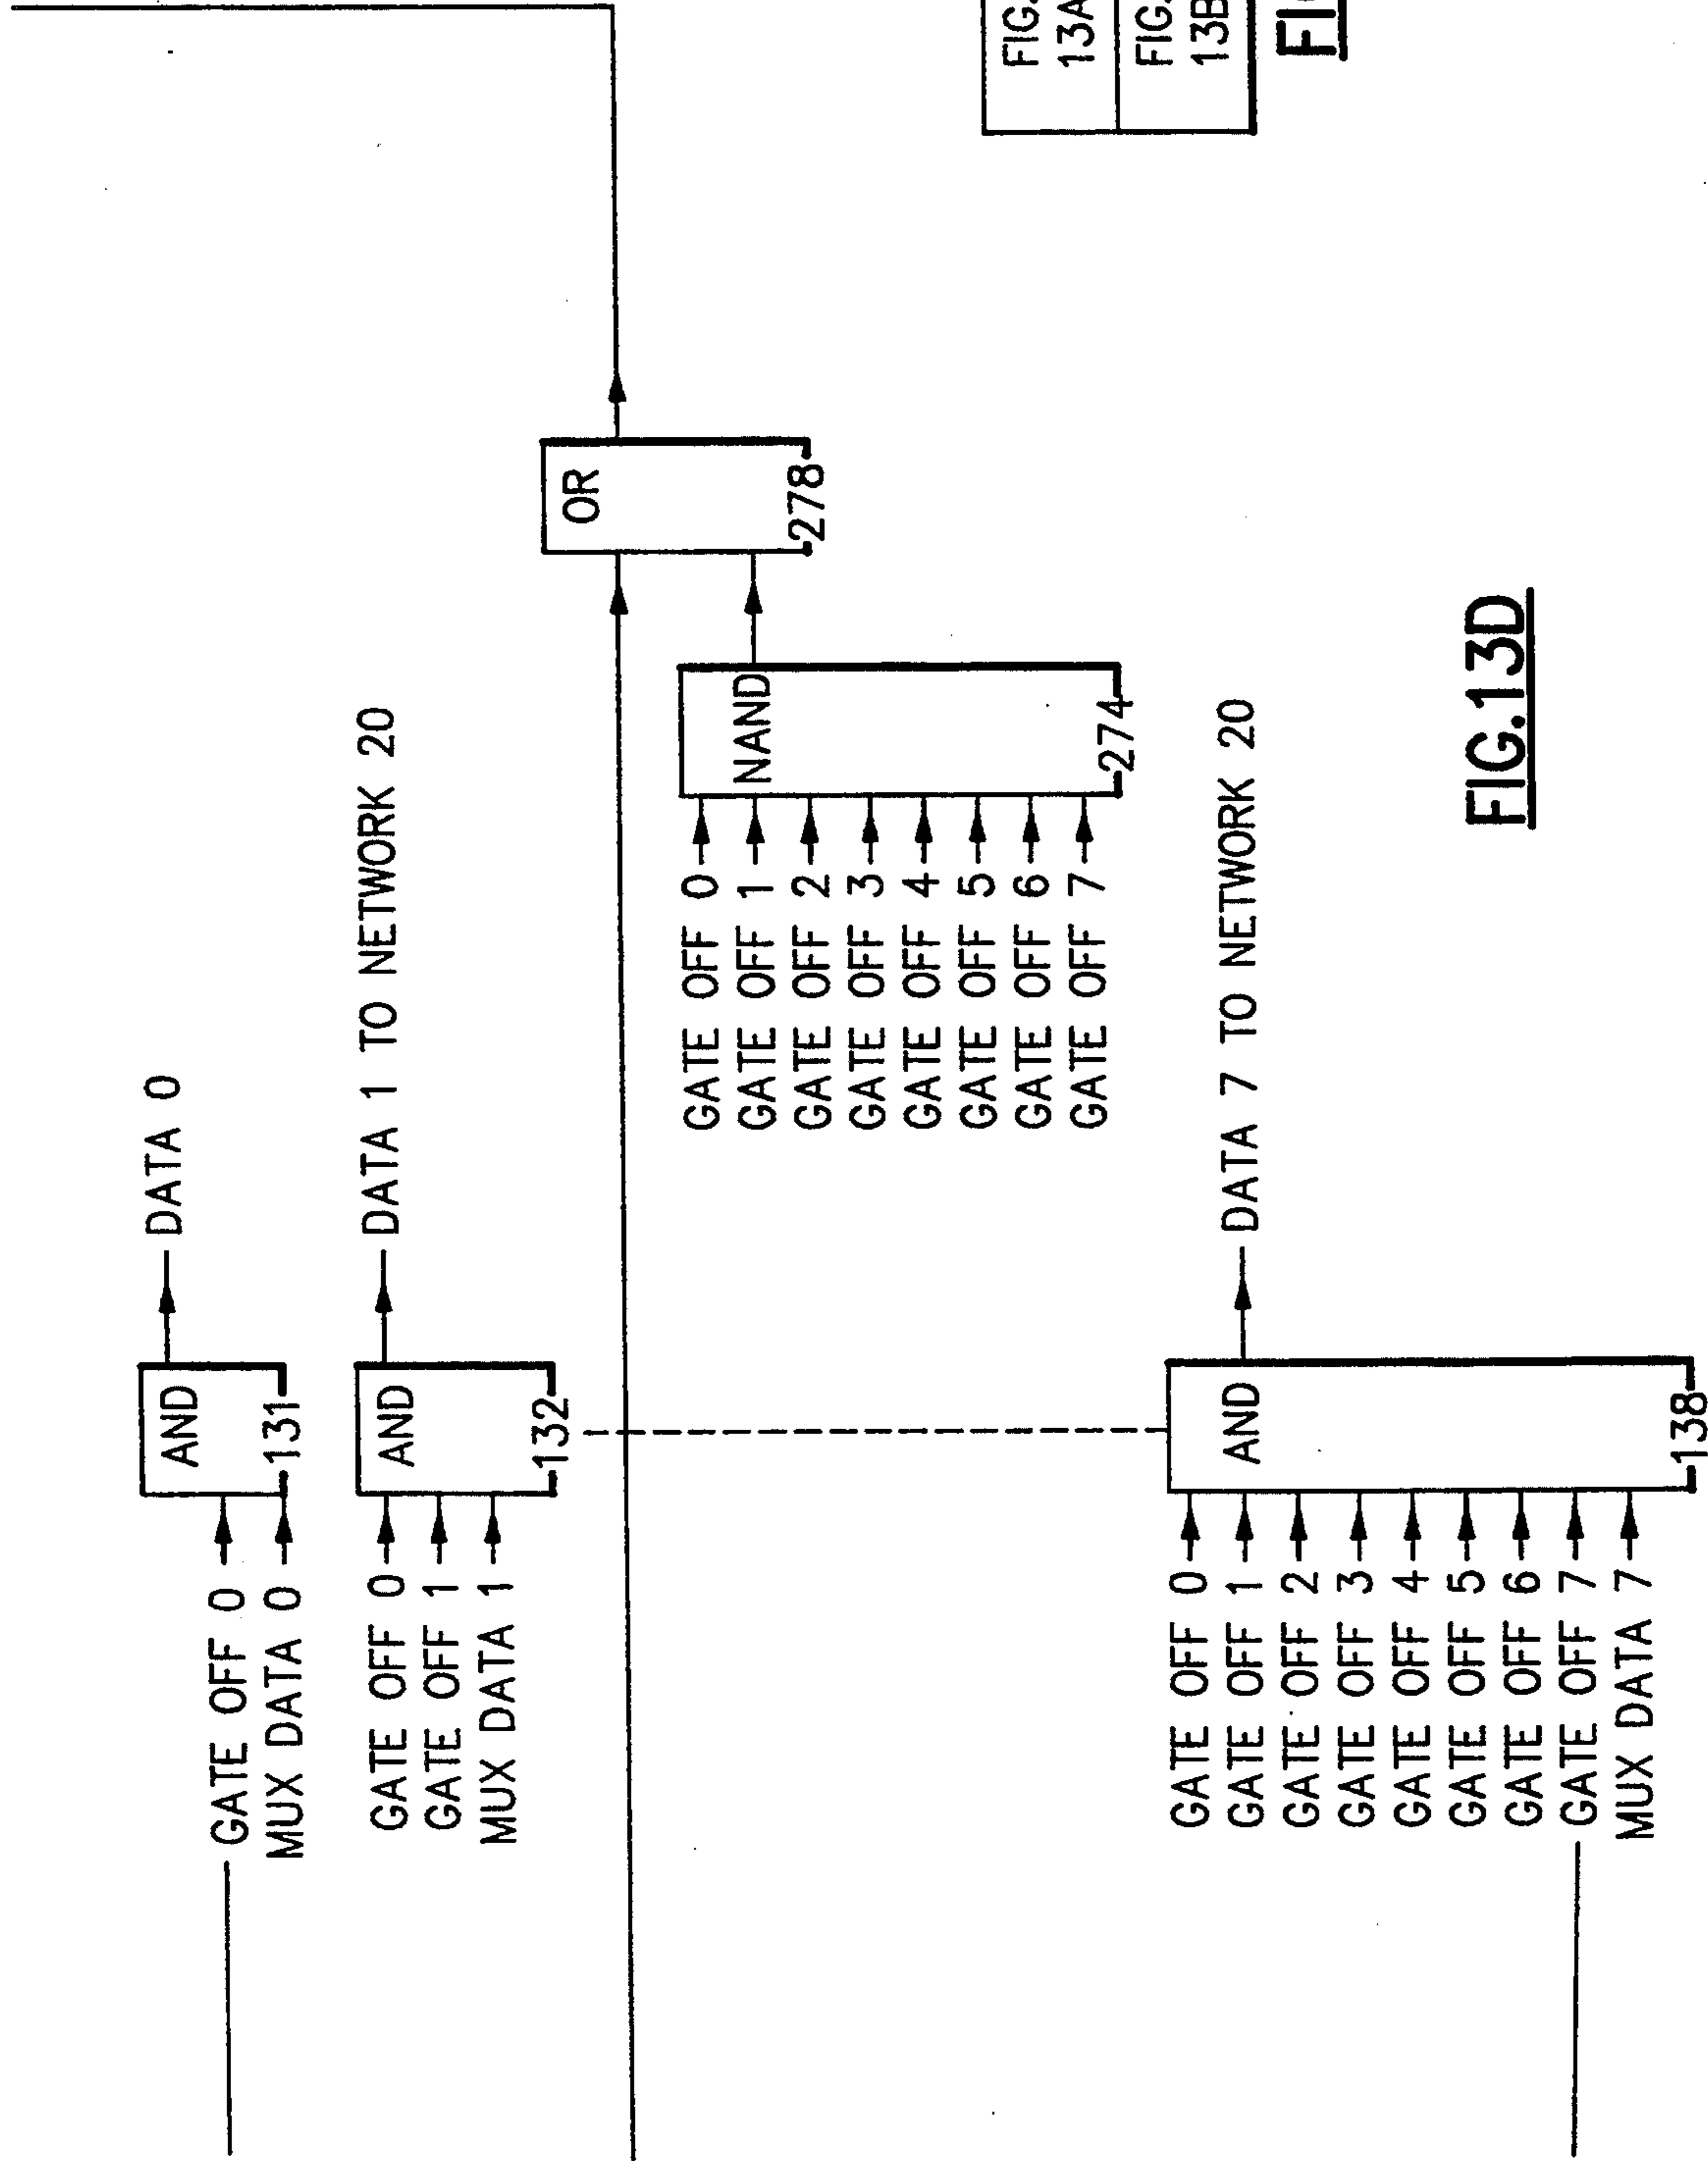 AND
131
GATE OFF 0
MUX DATA 0
DATA 0
AND
132
GATE OFF 0
GATE OFF 1
MUX DATA 1
DATA 1 TO NETWORK 20
OR
278
NAND
274
GATE OFF 0
GATE OFF 1
GATE OFF 2
GATE OFF 3
GATE OFF 4
GATE OFF 5
GATE OFF 6
GATE OFF 7
AND
138
GATE OFF 0
GATE OFF 1
GATE OFF 2
GATE OFF 3
GATE OFF 4
GATE OFF 5
GATE OFF 6
GATE OFF 7
MUX DATA 7
DATA 7 TO NETWORK 20
FIG.
13A
FIG.
13B
FIG.13D